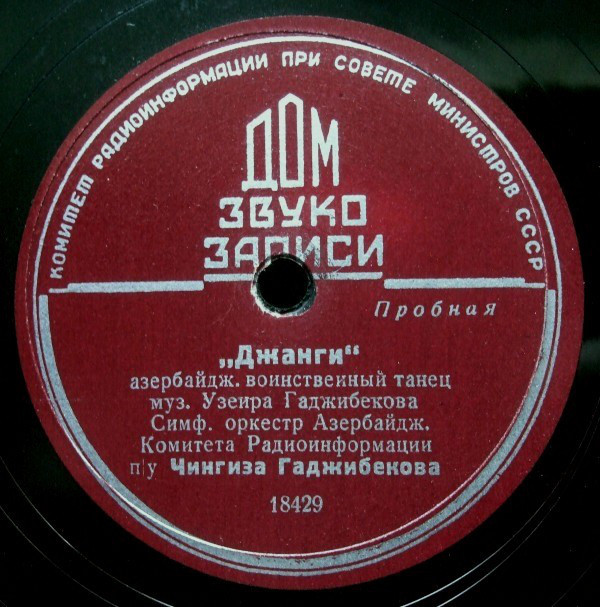 КОМИТЕТ РАДИОИНФОРМАЦИИ ПРИ СОВЕТЕ МИНИСТРОВ СССР
ДОМ
ЗВУКО
ЗАПИСИ
Пробная
„Джанги“
азербайдж. воинственный танец
муз. Узеира Гаджибекова
Симф. оркестр Азербайдж.
Комитета Радиоинформации
п/у Чингиза Гаджибекова
18429